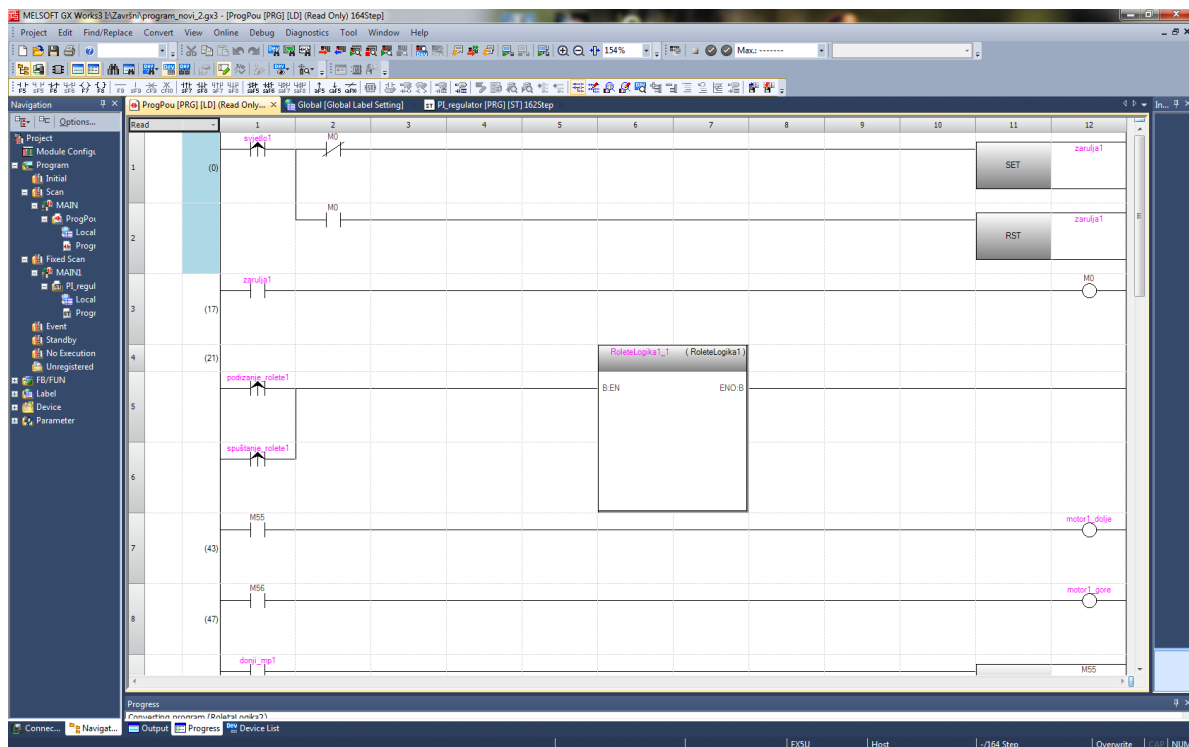 MELSOFT GX Works3 I:\Završni\program_novi_2.gx3 - [ProgPou [PRG] [LD] (Read Only) 164Step]
Project Edit Find/Replace Convert View Online Debug Diagnostics Tool Window Help
154%
Max.: -------
Navigation
ProgPou [PRG] [LD] (Read Only...
Global [Global Label Setting]
PI_regulator [PRG] [ST] 162Step
In...
Options...
Project
Module Configu
Program
Initial
Scan
MAIN
ProgPou
Local
Progr
Fixed Scan
MAIN1
PI_regul
Local
Progr
Event
Standby
No Execution
Unregistered
FB/FUN
Label
Device
Parameter
Read 1 2 3 4 5 6 7 8 9 10 11 12
svjetlo1 M0 zarulja1
1 (0) SET
M0 zarulja1
2 RST
zarulja1 M0
3 (17)
4 (21) RoleteLogika1_1 (RoleteLogika1)
podizanje_rolete1 B:EN ENO:B
5
spuštanje_rolete1
6
M55 motor1_dolje
7 (43)
M56 motor1_gore
8 (47)
donji_mp1 M55
Progress
Converting program (RoletaLogika2)
Connec... Navigat... Output Progress Device List
FX5U Host -/164 Step Overwrite CAP NUM